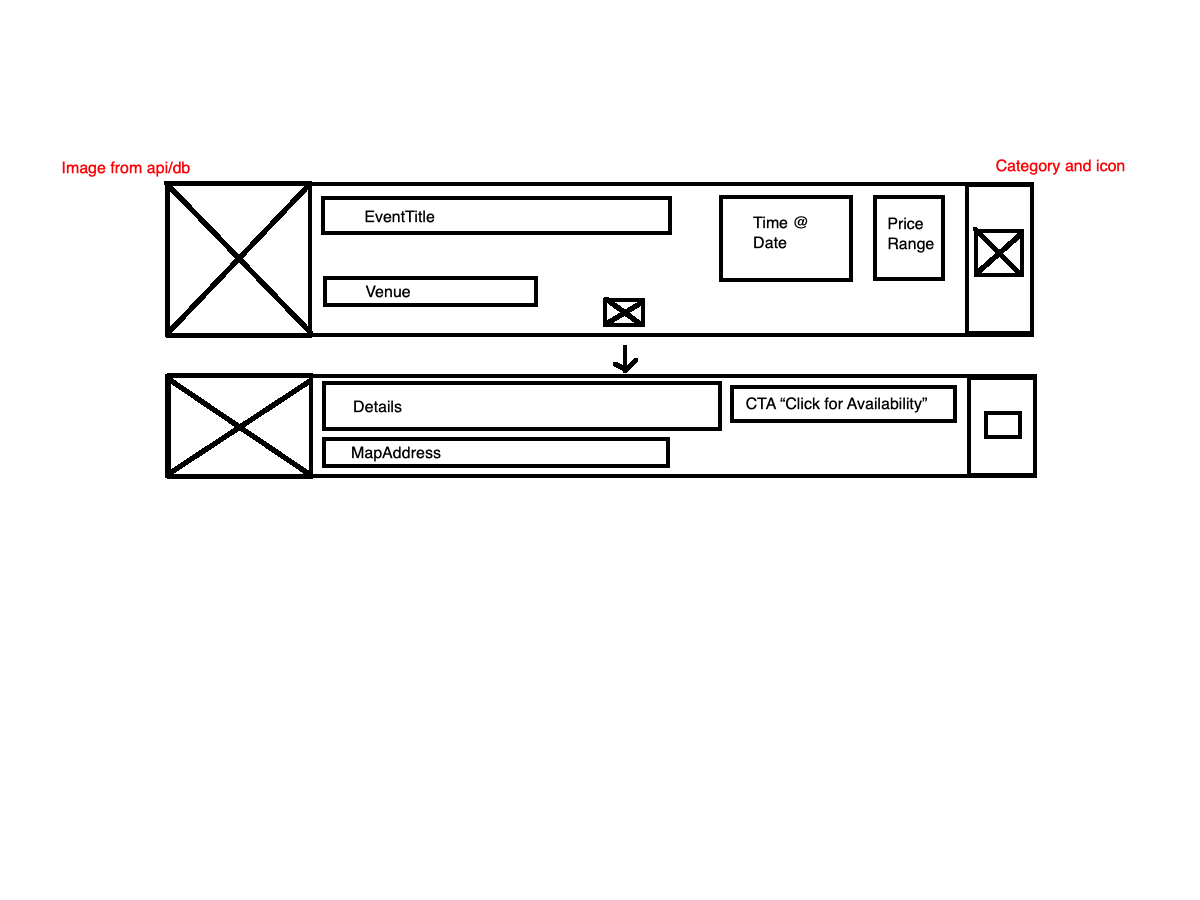 Image from api/db
Category and icon
EventTitle
Time @
Date
Price
Range
Venue
Details
CTA “Click for Availability”
MapAddress